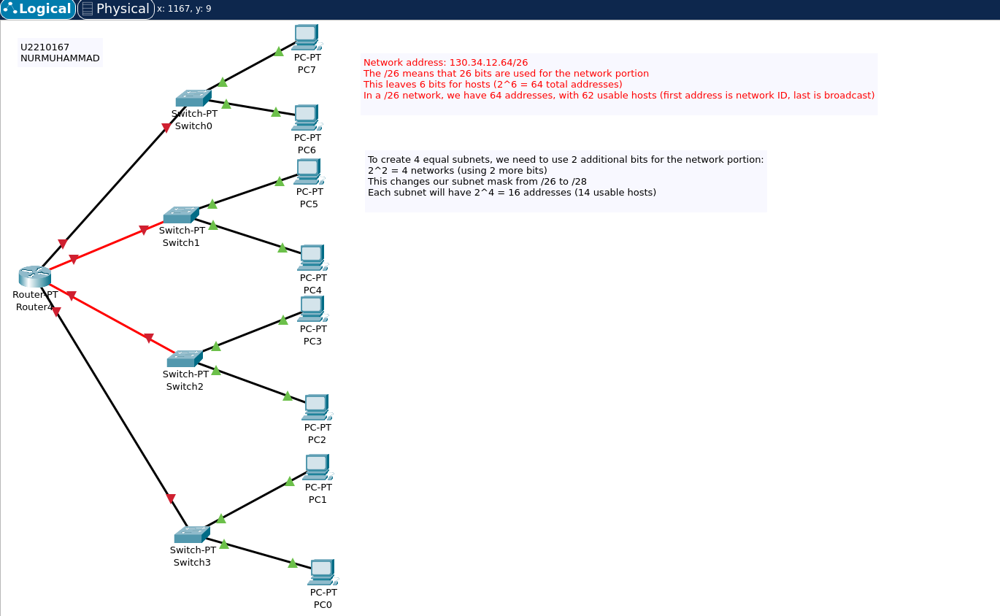 Logical
Physical
x: 1167, y: 9
U2210167
NURMUHAMMAD
Network address: 130.34.12.64/26
The /26 means that 26 bits are used for the network portion
This leaves 6 bits for hosts (2^6 = 64 total addresses)
In a /26 network, we have 64 addresses, with 62 usable hosts (first address is network ID, last is broadcast)
To create 4 equal subnets, we need to use 2 additional bits for the network portion:
2^2 = 4 networks (using 2 more bits)
This changes our subnet mask from /26 to /28
Each subnet will have 2^4 = 16 addresses (14 usable hosts)
PC-PT
PC7
Switch-PT
Switch0
PC-PT
PC6
PC-PT
PC5
Switch-PT
Switch1
PC-PT
PC4
Router-PT
Router4
PC-PT
PC3
Switch-PT
Switch2
PC-PT
PC2
PC-PT
PC1
Switch-PT
Switch3
PC-PT
PC0